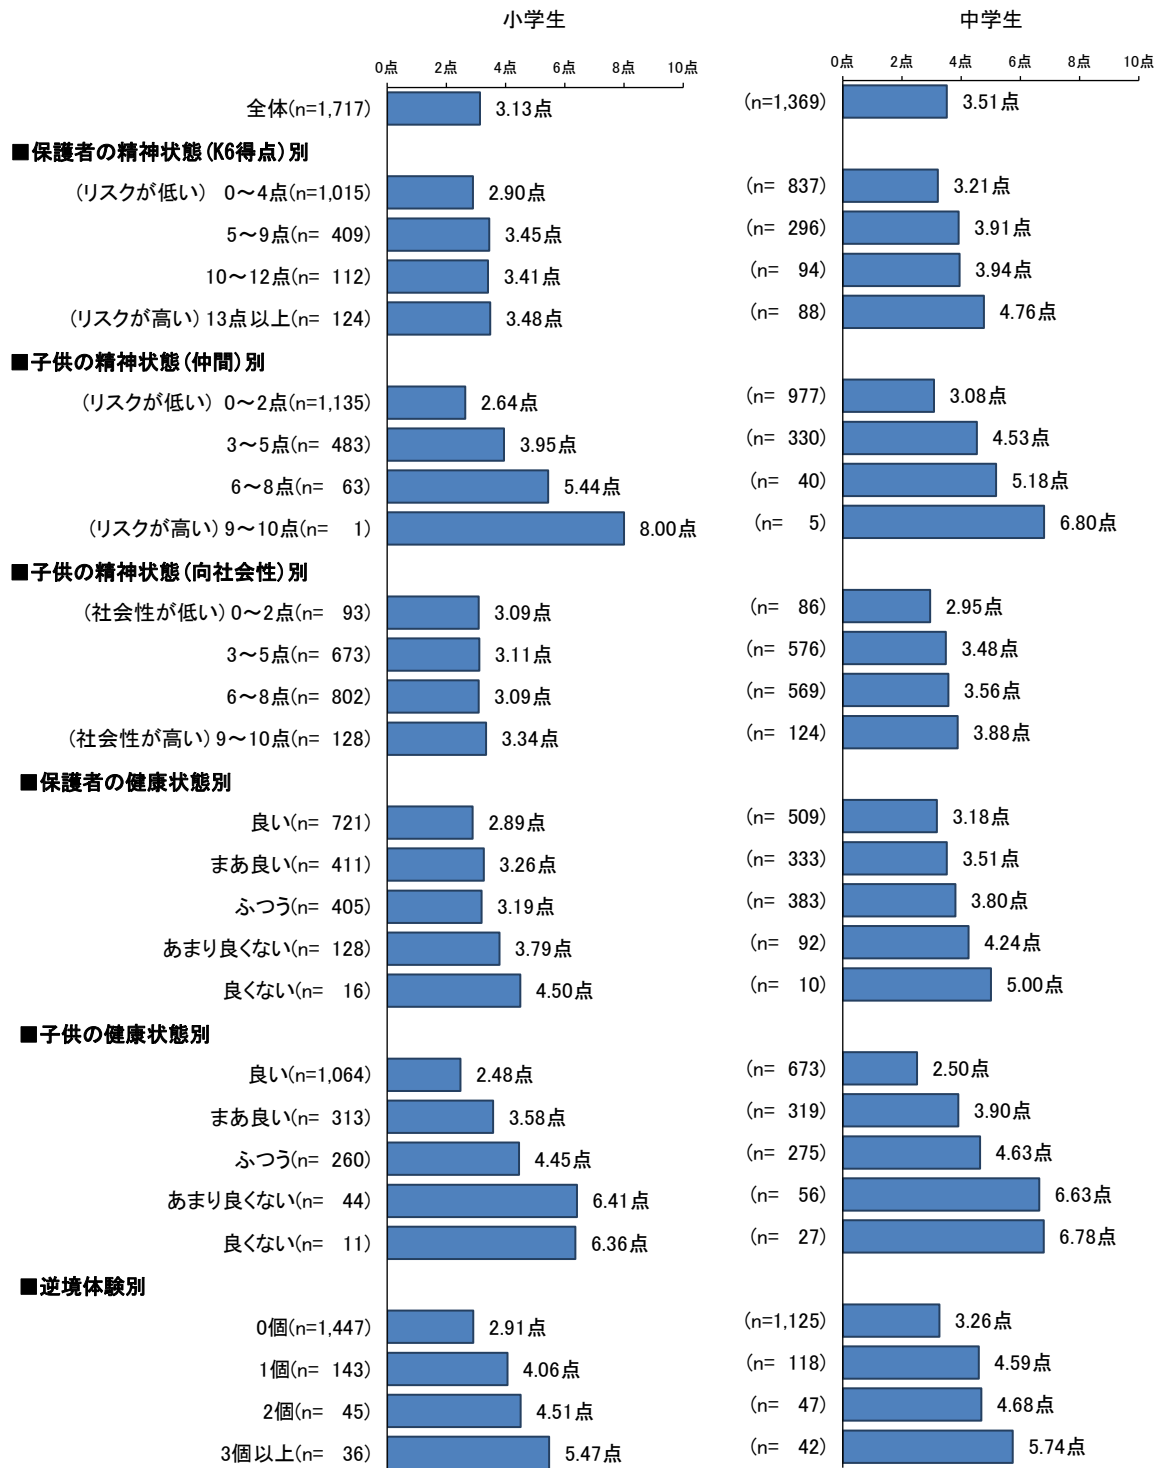 小学生 中学生
0点 2点 4点 6点 8点 10点 0点 2点 4点 6点 8点 10点
全体(n=1,717) 3.13点 (n=1,369) 3.51点
■保護者の精神状態(K6得点)別
(リスクが低い) 0～4点(n=1,015) 2.90点 (n= 837) 3.21点
5～9点(n= 409) 3.45点 (n= 296) 3.91点
10～12点(n= 112) 3.41点 (n= 94) 3.94点
(リスクが高い) 13点以上(n= 124) 3.48点 (n= 88) 4.76点
■子供の精神状態(仲間)別
(リスクが低い) 0～2点(n=1,135) 2.64点 (n= 977) 3.08点
3～5点(n= 483) 3.95点 (n= 330) 4.53点
6～8点(n= 63) 5.44点 (n= 40) 5.18点
(リスクが高い) 9～10点(n= 1) 8.00点 (n= 5) 6.80点
■子供の精神状態(向社会性)別
(社会性が低い) 0～2点(n= 93) 3.09点 (n= 86) 2.95点
3～5点(n= 673) 3.11点 (n= 576) 3.48点
6～8点(n= 802) 3.09点 (n= 569) 3.56点
(社会性が高い) 9～10点(n= 128) 3.34点 (n= 124) 3.88点
■保護者の健康状態別
良い(n= 721) 2.89点 (n= 509) 3.18点
まあ良い(n= 411) 3.26点 (n= 333) 3.51点
ふつう(n= 405) 3.19点 (n= 383) 3.80点
あまり良くない(n= 128) 3.79点 (n= 92) 4.24点
良くない(n= 16) 4.50点 (n= 10) 5.00点
■子供の健康状態別
良い(n=1,064) 2.48点 (n= 673) 2.50点
まあ良い(n= 313) 3.58点 (n= 319) 3.90点
ふつう(n= 260) 4.45点 (n= 275) 4.63点
あまり良くない(n= 44) 6.41点 (n= 56) 6.63点
良くない(n= 11) 6.36点 (n= 27) 6.78点
■逆境体験別
0個(n=1,447) 2.91点 (n=1,125) 3.26点
1個(n= 143) 4.06点 (n= 118) 4.59点
2個(n= 45) 4.51点 (n= 47) 4.68点
3個以上(n= 36) 5.47点 (n= 42) 5.74点